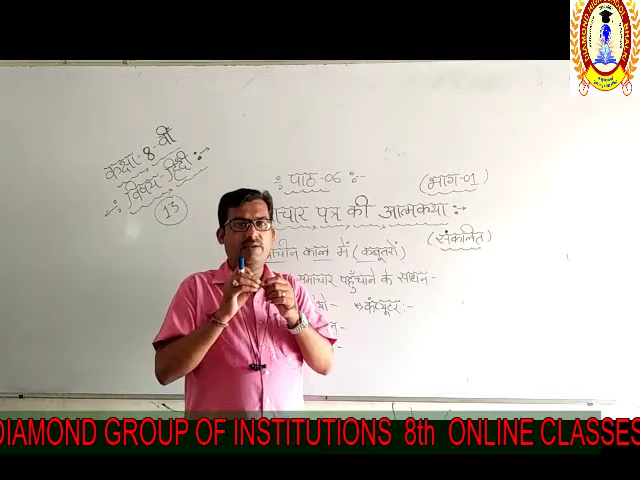 कक्षा-8 वी
विषय-हिंदी
13
पाठ-06
(भाग-01)
पत्र की आत्मकथा
(संकलित)
काल में (कबूतरों)
समाचार पहुँचाने के साधन-
कंप्यूटर:-
DIAMOND GROUP OF INSTITUTIONS 8th ONLINE CLASSES